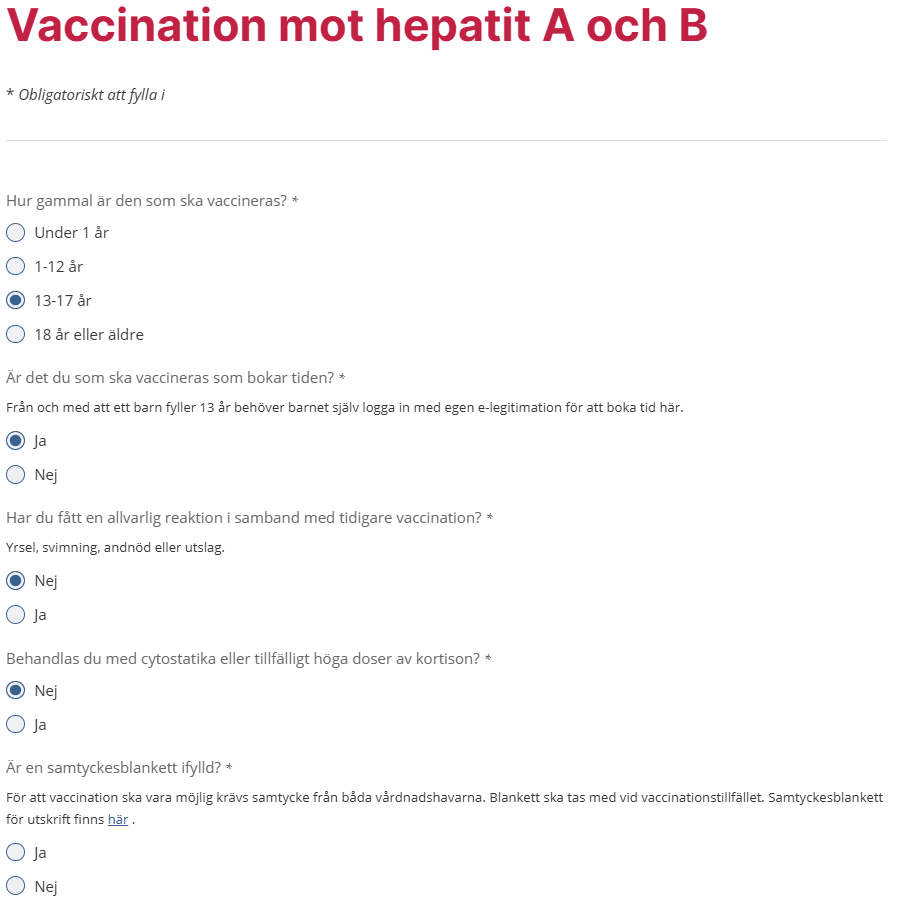 Vaccination mot hepatit A och B
* Obligatoriskt att fylla i
Hur gammal är den som ska vaccineras? *
Under 1 år
1-12 år
13-17 år
18 år eller äldre
Är det du som ska vaccineras som bokar tiden? *
Från och med att ett barn fyller 13 år behöver barnet själv logga in med egen e-legitimation för att boka tid här.
Ja
Nej
Har du fått en allvarlig reaktion i samband med tidigare vaccination? *
Yrsel, svimning, andnöd eller utslag.
Nej
Ja
Behandlas du med cytostatika eller tillfälligt höga doser av kortison? *
Nej
Ja
Är en samtyckesblankett ifylld? *
För att vaccination ska vara möjlig krävs samtycke från båda vårdnadshavarna. Blankett ska tas med vid vaccinationstillfället. Samtyckesblankett
för utskrift finns här .
Ja
Nej